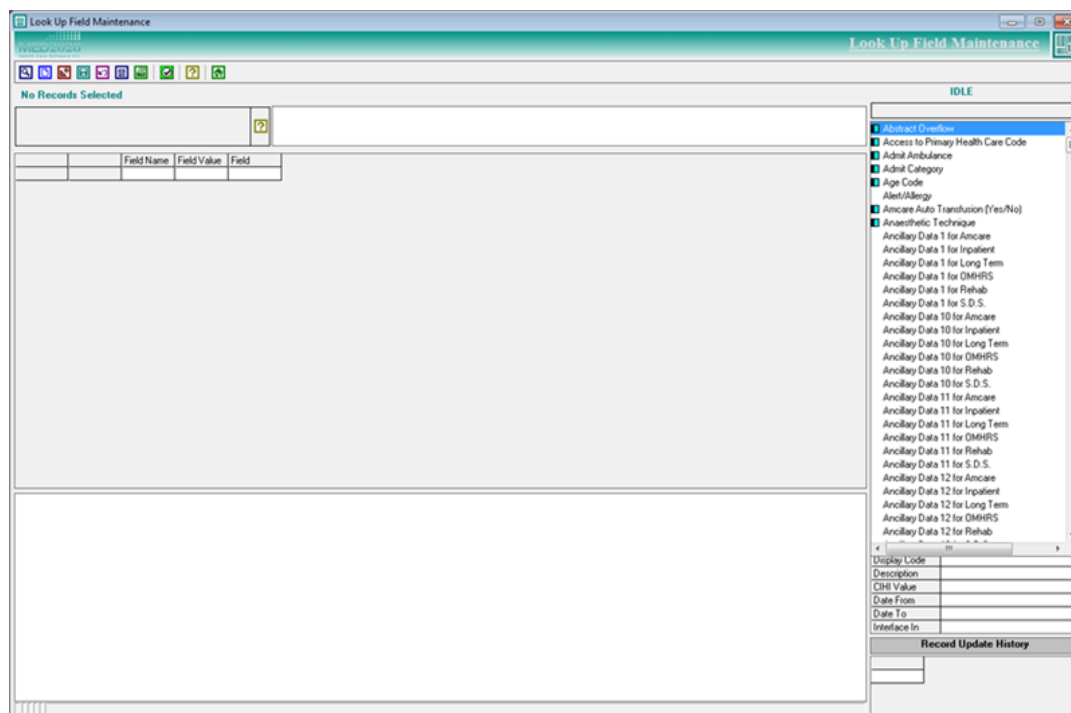 Look Up Field Maintenance
MED2020
Look Up Field Maintenance
No Records Selected
IDLE
Field Name Field Value Field
Abstract Overflow
Access to Primary Health Care Code
Admit Ambulance
Admit Category
Age Code
Alert/Allergy
Amcare Auto Transfusion (Yes/No)
Anaesthetic Technique
Ancillary Data 1 for Amcare
Ancillary Data 1 for Inpatient
Ancillary Data 1 for Long Term
Ancillary Data 1 for OMHRS
Ancillary Data 1 for Rehab
Ancillary Data 1 for S.D.S.
Ancillary Data 10 for Amcare
Ancillary Data 10 for Inpatient
Ancillary Data 10 for Long Term
Ancillary Data 10 for OMHRS
Ancillary Data 10 for Rehab
Ancillary Data 10 for S.D.S.
Ancillary Data 11 for Amcare
Ancillary Data 11 for Inpatient
Ancillary Data 11 for Long Term
Ancillary Data 11 for OMHRS
Ancillary Data 11 for Rehab
Ancillary Data 11 for S.D.S.
Ancillary Data 12 for Amcare
Ancillary Data 12 for Inpatient
Ancillary Data 12 for Long Term
Ancillary Data 12 for OMHRS
Ancillary Data 12 for Rehab
Display Code
Description
CIHI Value
Date From
Date To
Interface In
Record Update History